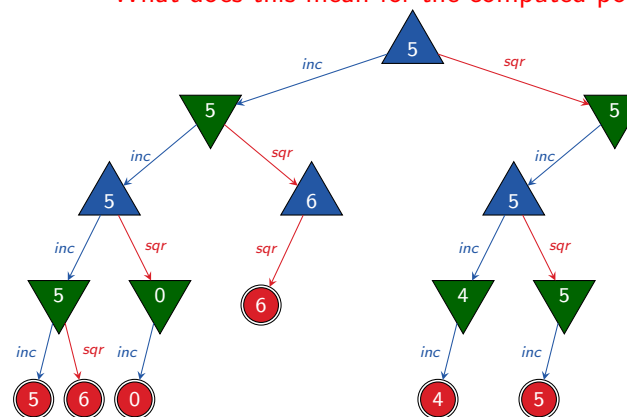 What does this mean for the computed po
5
inc sqr
5 5
inc sqr inc
5 6 5
inc sqr sqr inc sqr
5 0 6 4 5
inc sqr inc inc inc
5 6 0 4 5